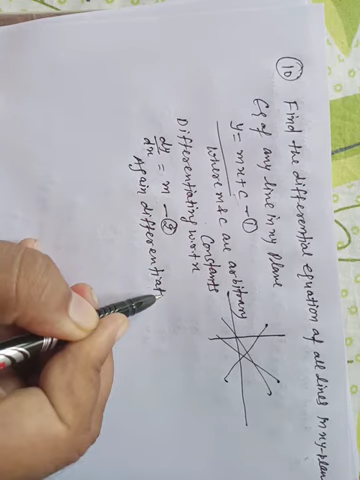 (10) Find the differential equation of all lines in xy-plan
Eq of any line in xy plane
y = mx + c — (1)
where m & c are arbitrary
Constants
Differentiating w.r.t x
dy/dx = m — (2)
Again differentiat